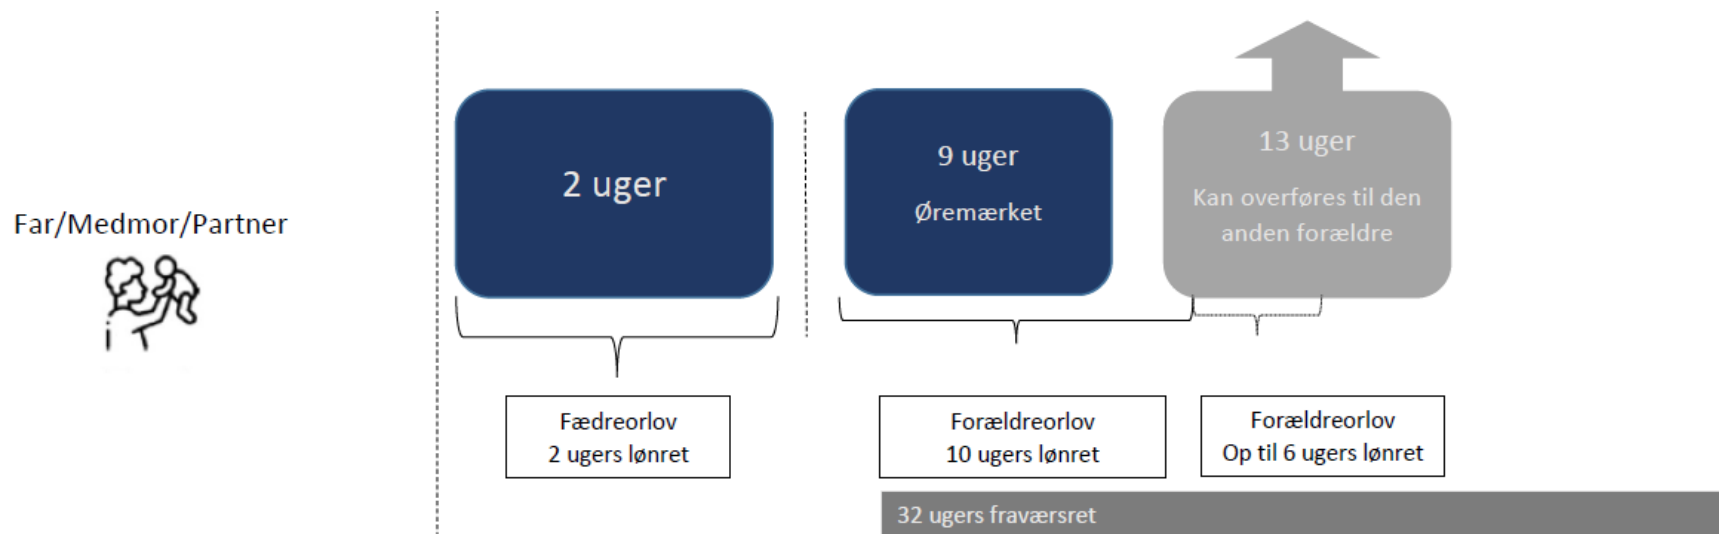 Far/Medmor/Partner
2 uger
9 uger
Øremærket
13 uger
Kan overføres til den
anden forældre
Fædreorlov
2 ugers lønret
Forældreorlov
10 ugers lønret
Forældreorlov
Op til 6 ugers lønret
32 ugers fraværsret